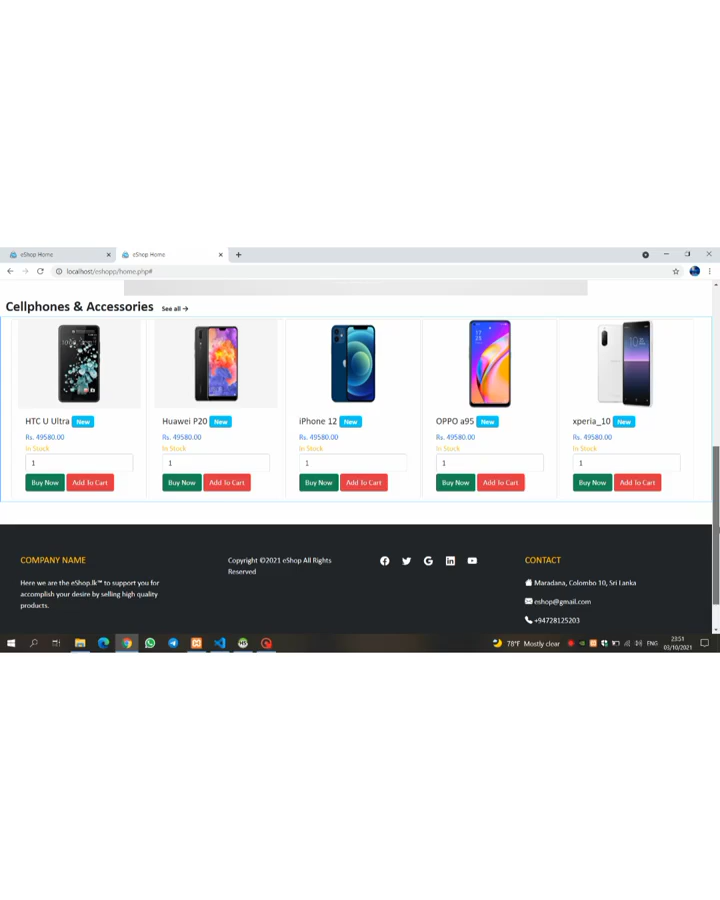 eShop Home
eShop Home
localhost/eshopp/home.php#
Cellphones & Accessories See all →
HTC U Ultra New
Rs. 49580.00
In Stock
1
Buy Now Add To Cart
Huawei P20 New
Rs. 49580.00
In Stock
1
Buy Now Add To Cart
iPhone 12 New
Rs. 49580.00
In Stock
1
Buy Now Add To Cart
OPPO a95 New
Rs. 49580.00
In Stock
1
Buy Now Add To Cart
xperia_10 New
Rs. 49580.00
In Stock
1
Buy Now Add To Cart
COMPANY NAME
Here we are the eShop.lk™ to support you for
accomplish your desire by selling high quality
products.
Copyright ©2021 eShop All Rights
Reserved
CONTACT
Maradana, Colombo 10, Sri Lanka
eshop@gmail.com
+94728125203
78°F Mostly clear
ENG
23:51
03/10/2021